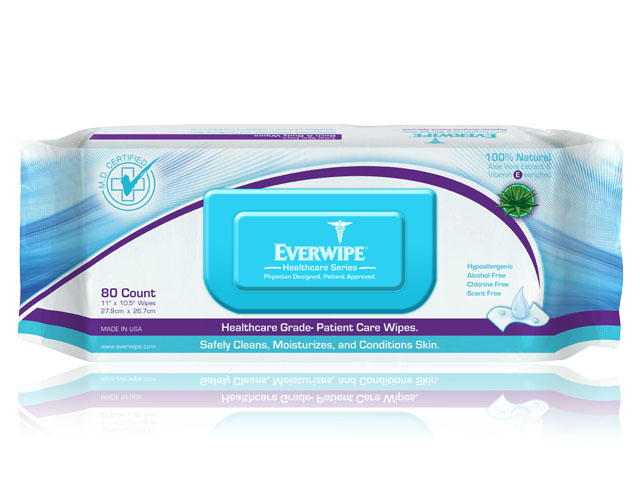 EVERWIPE
M.D. CERTIFIED
100% Natural
Aloe Vera Extract &
Vitamin E enriched
EVERWIPE®
Healthcare Series
Physician Designed, Patient Approved.
Hypoallergenic
Alcohol Free
Chlorine Free
Scent Free
80 Count
11" x 10.5" Wipes
27.9cm x 26.7cm
MADE IN USA
www.everwipe.com
Healthcare Grade- Patient Care Wipes.
Safely Cleans, Moisturizes, and Conditions Skin.